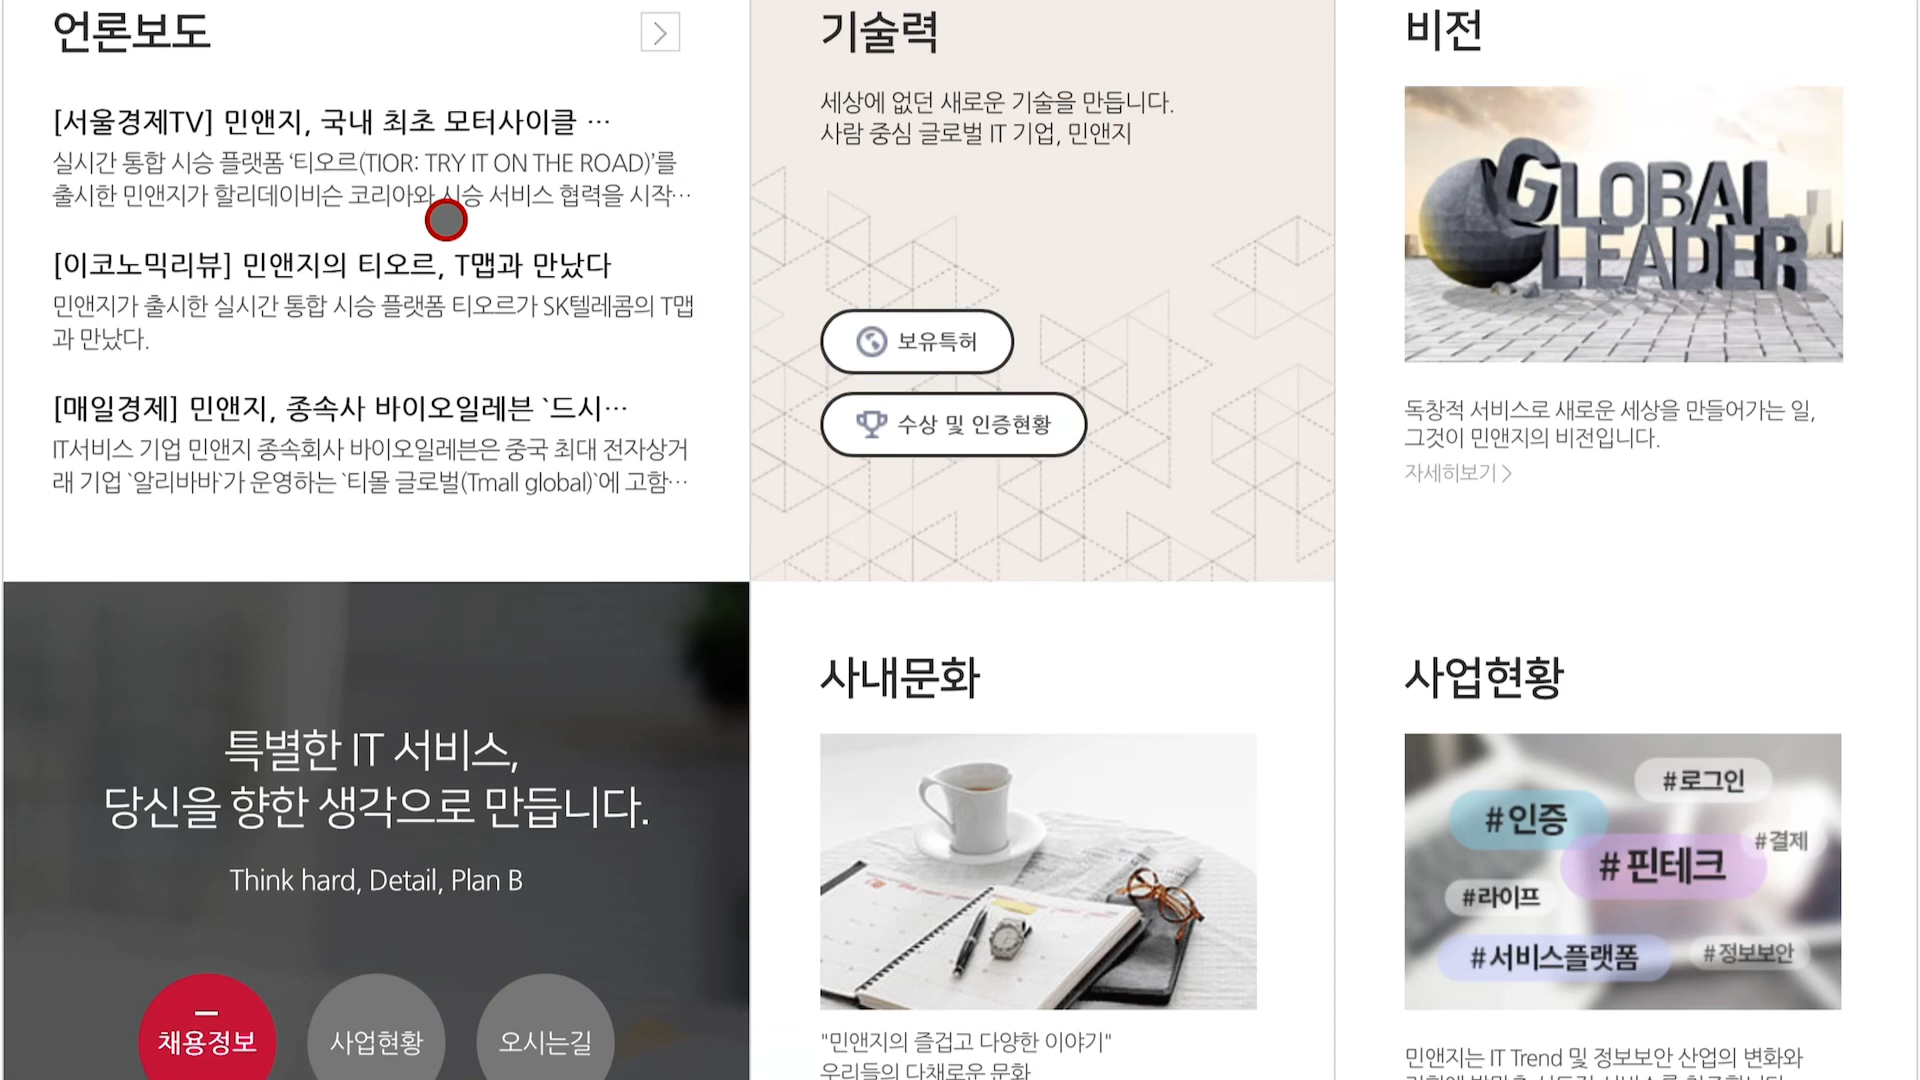 언론보도
[서울경제TV] 민앤지, 국내 최초 모터사이클 …
실시간 통합 시승 플랫폼 ‘티오르(TIOR: TRY IT ON THE ROAD)’를
출시한 민앤지가 할리데이비슨 코리아와 시승 서비스 협력을 시작…
[이코노믹리뷰] 민앤지의 티오르, T맵과 만났다
민앤지가 출시한 실시간 통합 시승 플랫폼 티오르가 SK텔레콤의 T맵
과 만났다.
[매일경제] 민앤지, 종속사 바이오일레븐 `드시…
IT서비스 기업 민앤지 종속회사 바이오일레븐은 중국 최대 전자상거
래 기업 `알리바바`가 운영하는 `티몰 글로벌(Tmall global)`에 고함…
기술력
세상에 없던 새로운 기술을 만듭니다.
사람 중심 글로벌 IT 기업, 민앤지
보유특허
수상 및 인증현황
비전
GLOBAL
LEADER
독창적 서비스로 새로운 세상을 만들어가는 일,
그것이 민앤지의 비전입니다.
자세히보기 >
특별한 IT 서비스,
당신을 향한 생각으로 만듭니다.
Think hard, Detail, Plan B
채용정보
사업현황
오시는길
사내문화
"민앤지의 즐겁고 다양한 이야기"
우리들의 다채로운 문화
사업현황
#로그인
#인증
#결제
#핀테크
#라이프
#서비스플랫폼
#정보보안
민앤지는 IT Trend 및 정보보안 산업의 변화와